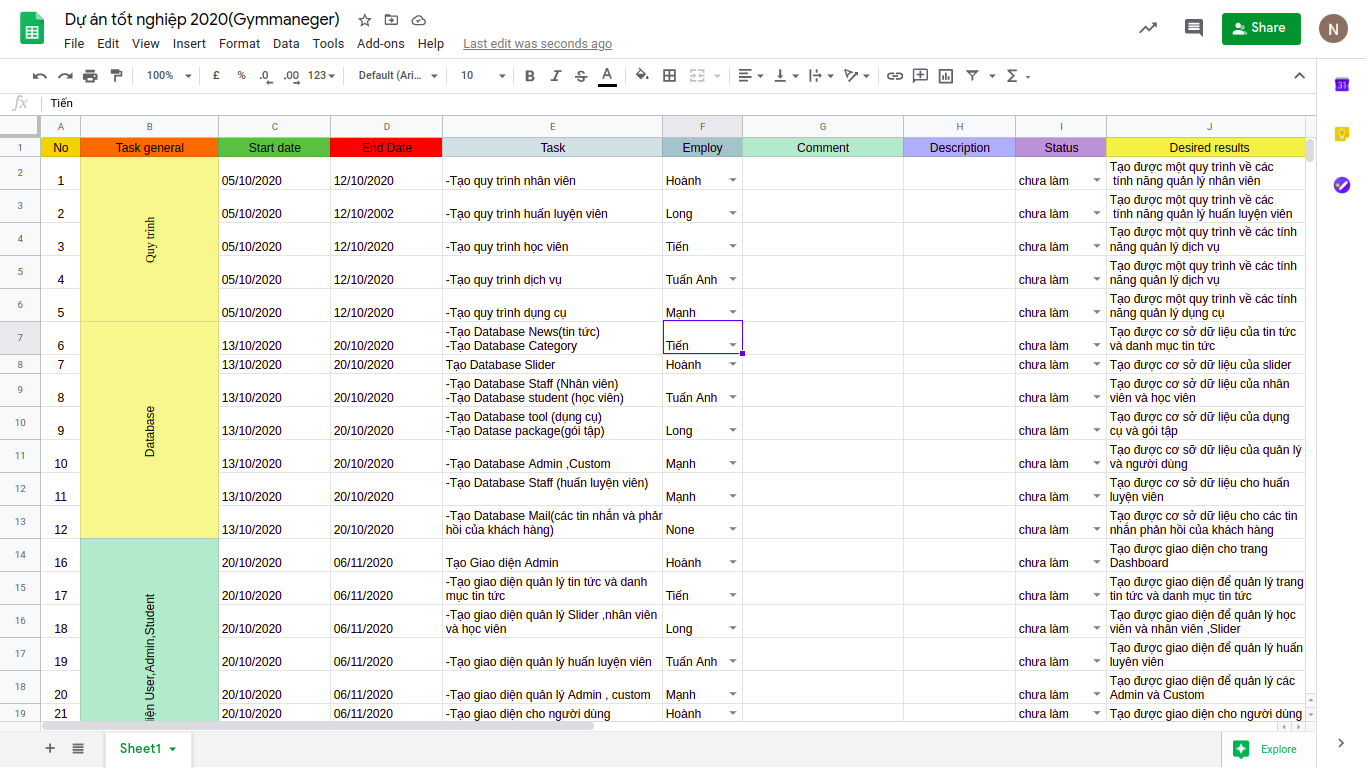 Dự án tốt nghiệp 2020(Gymmaneger)
File Edit View Insert Format Data Tools Add-ons Help Last edit was seconds ago
Share
N
100% £ % .0 .00 123 Default (Ari... 10 B I S A Σ
31
fx Tiến
A B C D E F G H I J
1 No Task general Start date End Date Task Employ Comment Description Status Desired results
Quy trình
2 1 05/10/2020 12/10/2020 -Tạo quy trình nhân viên Hoành chưa làm Tạo được một quy trình về các
tính năng quản lý nhân viên
3 2 05/10/2020 12/10/2002 -Tạo quy trình huấn luyện viên Long chưa làm Tạo được một quy trình về các
tính năng quản lý huấn luyện viên
4 3 05/10/2020 12/10/2020 -Tạo quy trình học viên Tiến chưa làm Tạo được một quy trình về các tính
năng quản lý dịch vụ
5 4 05/10/2020 12/10/2020 -Tạo quy trình dịch vụ Tuấn Anh chưa làm Tạo được một quy trình về các tính
năng quản lý dịch vụ
6 5 05/10/2020 12/10/2020 -Tạo quy trình dụng cụ Mạnh chưa làm Tạo được một quy trình về các tính
năng quản lý dụng cụ
Database
7 6 13/10/2020 20/10/2020 -Tạo Database News(tin tức)
-Tạo Database Category Tiến chưa làm Tạo được cơ sở dữ liệu của tin tức
và danh mục tin tức
8 7 13/10/2020 20/10/2020 Tạo Database Slider Hoành chưa làm Tạo được cơ sở dữ liệu của slider
9 8 13/10/2020 20/10/2020 -Tạo Database Staff (Nhân viên)
-Tạo Database student (học viên) Tuấn Anh chưa làm Tạo được cơ sở dữ liệu của nhân
viên và học viên
10 9 13/10/2020 20/10/2020 -Tạo Database tool (dụng cụ)
-Tạo Datase package(gói tập) Long chưa làm Tạo được cơ sở dữ liệu của dụng
cụ và gói tập
11 10 13/10/2020 20/10/2020 -Tạo Database Admin ,Custom Mạnh chưa làm Tạo được cơ sỡ dữ liệu của quản lý
và người dùng
12 11 13/10/2020 20/10/2020 -Tạo Database Staff (huấn luyện viên) Mạnh chưa làm Tạo được cơ sở dữ liệu cho huấn
luyện viên
13 12 13/10/2020 20/10/2020 -Tạo Database Mail(các tin nhắn và phản
hồi của khách hàng) None chưa làm Tạo được cơ sở dữ liệu cho các tin
nhắn phản hồi của khách hàng
iện User,Admin,Student
14 16 20/10/2020 06/11/2020 Tạo Giao diện Admin Hoành chưa làm Tạo được giao diện cho trang
Dashboard
15 17 20/10/2020 06/11/2020 -Tạo giao diện quản lý tin tức và danh
mục tin tức Tiến chưa làm Tạo được giao diện để quản lý trang
tin tức và danh mục tin tức
16 18 20/10/2020 06/11/2020 -Tạo giao diện quản lý Slider ,nhân viên
và học viên Long chưa làm Tạo được giao diện để quản lý học
viên và nhân viên ,Slider
17 19 20/10/2020 06/11/2020 -Tạo giao diện quản lý huấn luyện viên Tuấn Anh chưa làm Tạo được giao diện để quản lý huấn
luyện viên
18 20 20/10/2020 06/11/2020 -Tạo giao diện quản lý Admin , custom Mạnh chưa làm Tạo được giao diện để quản lý các
Admin và Custom
19 21 20/10/2020 06/11/2020 -Tạo giao diện cho người dùng Hoành chưa làm Tạo được giao diện cho người dùng
Sheet1
Explore